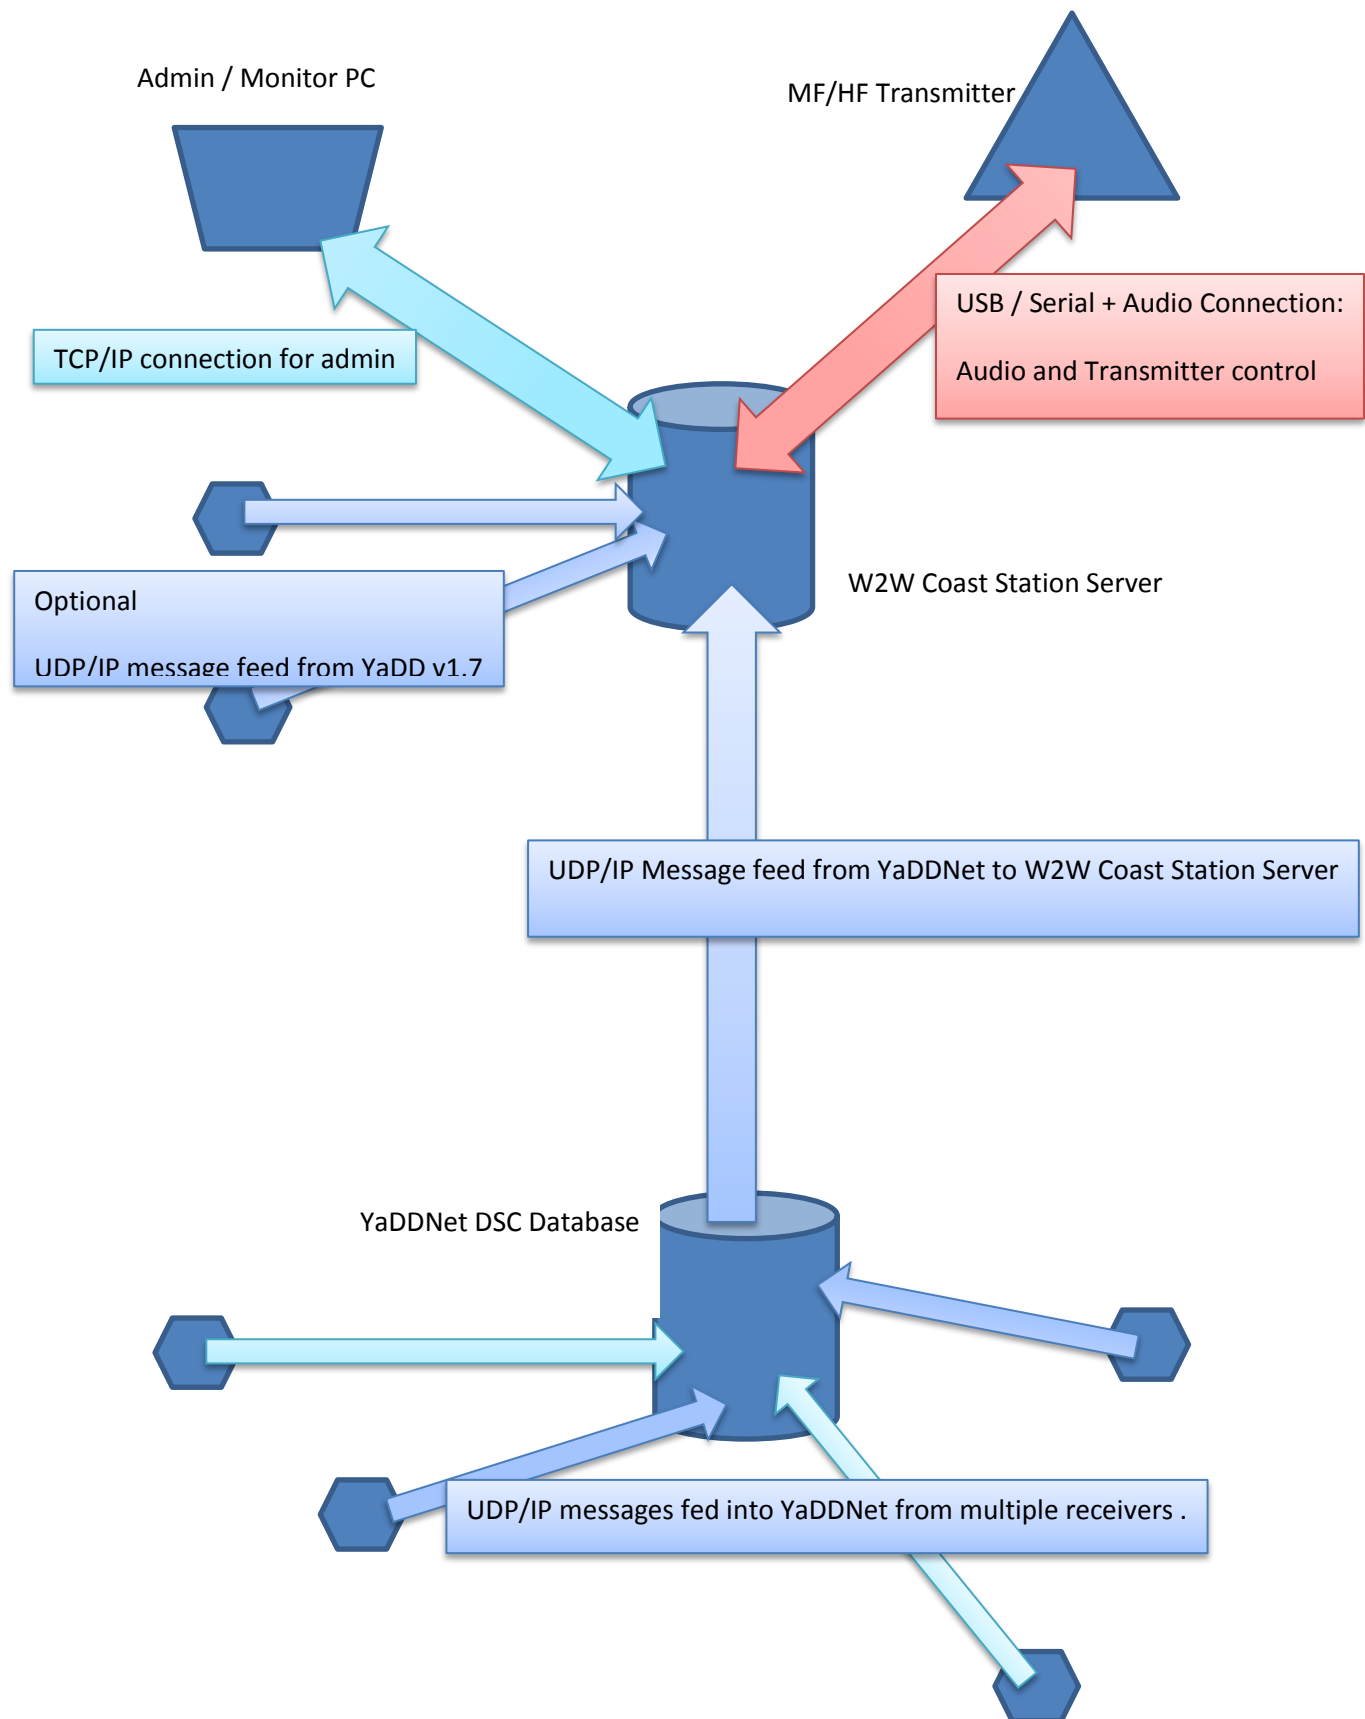 Admin / Monitor PC
MF/HF Transmitter
USB / Serial + Audio Connection:
Audio and Transmitter control
TCP/IP connection for admin
W2W Coast Station Server
Optional
UDP/IP message feed from YaDD v1.7
UDP/IP Message feed from YaDDNet to W2W Coast Station Server
YaDDNet DSC Database
UDP/IP messages fed into YaDDNet from multiple receivers .